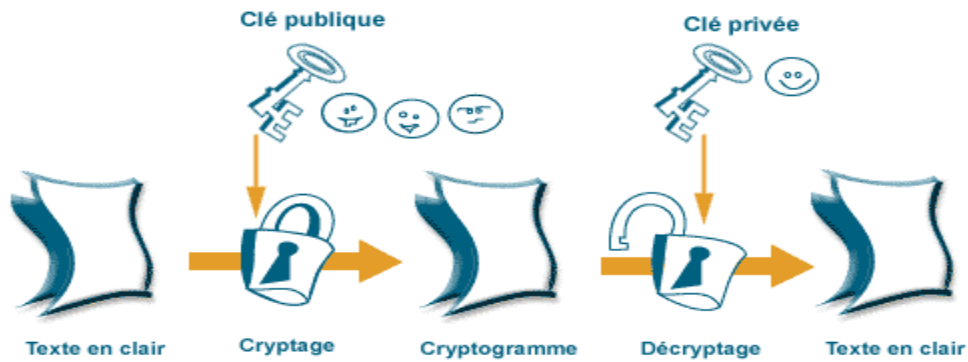 Clé publique
Clé privée
Texte en clair
Cryptage
Cryptogramme
Décryptage
Texte en clair